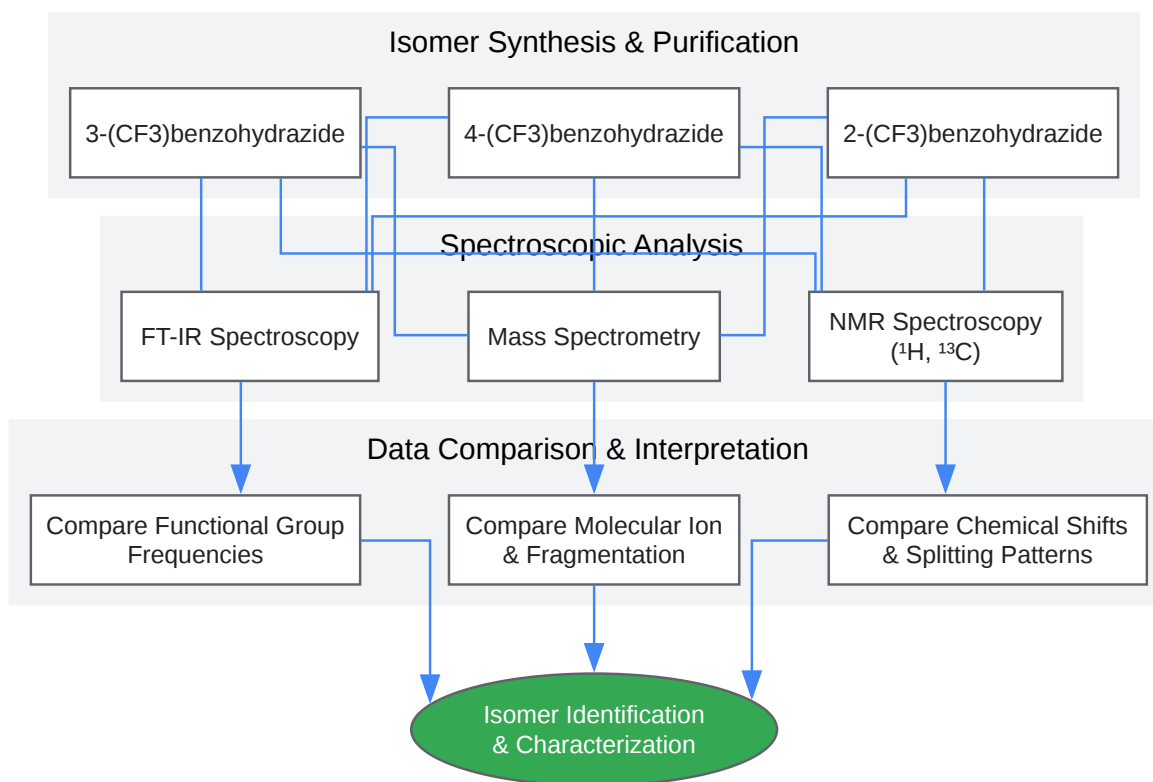 Isomer Synthesis & Purification
3-(CF3)benzohydrazide
4-(CF3)benzohydrazide
2-(CF3)benzohydrazide
Spectroscopic Analysis
FT-IR Spectroscopy
Mass Spectrometry
NMR Spectroscopy
(¹H, ¹³C)
Data Comparison & Interpretation
Compare Functional Group
Frequencies
Compare Molecular Ion
& Fragmentation
Compare Chemical Shifts
& Splitting Patterns
Isomer Identification
& Characterization